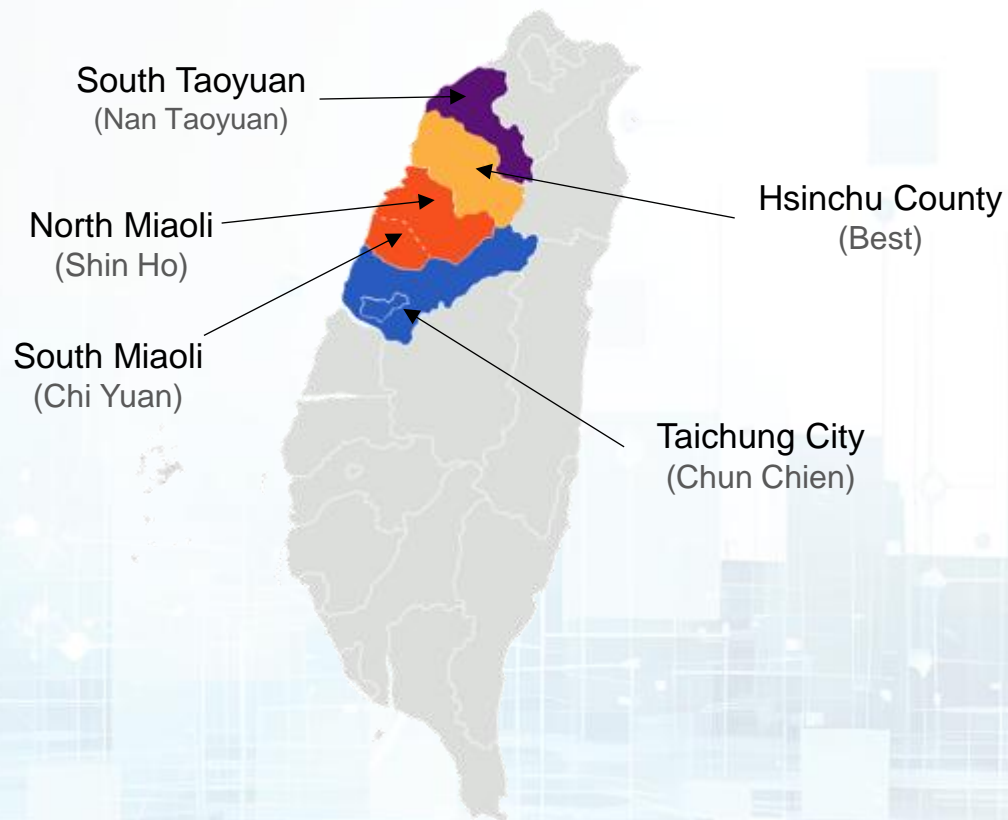 South Taoyuan
(Nan Taoyuan)
North Miaoli
(Shin Ho)
South Miaoli
(Chi Yuan)
Hsinchu County
(Best)
Taichung City
(Chun Chien)